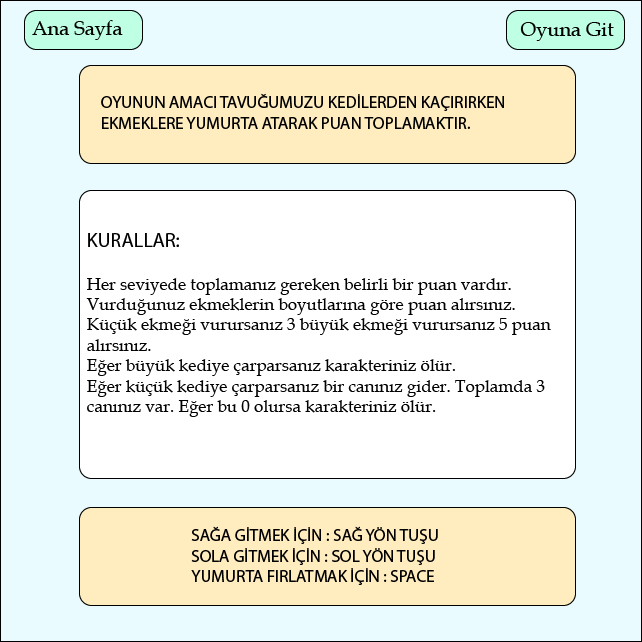 Ana Sayfa
Oyuna Git
OYUNUN AMACI TAVUĞUMUZU KEDİLERDEN KAÇIRIRKEN
EKMEKLERE YUMURTA ATARAK PUAN TOPLAMAKTIR.
KURALLAR:
Her seviyede toplamanız gereken belirli bir puan vardır.
Vurduğunuz ekmeklerin boyutlarına göre puan alırsınız.
Küçük ekmeği vurursanız 3 büyük ekmeği vurursanız 5 puan
alırsınız.
Eğer büyük kediye çarparsanız karakteriniz ölür.
Eğer küçük kediye çarparsanız bir canınız gider. Toplamda 3
canınız var. Eğer bu 0 olursa karakteriniz ölür.
SAĞA GİTMEK İÇİN : SAĞ YÖN TUŞU
SOLA GİTMEK İÇİN : SOL YÖN TUŞU
YUMURTA FIRLATMAK İÇİN : SPACE